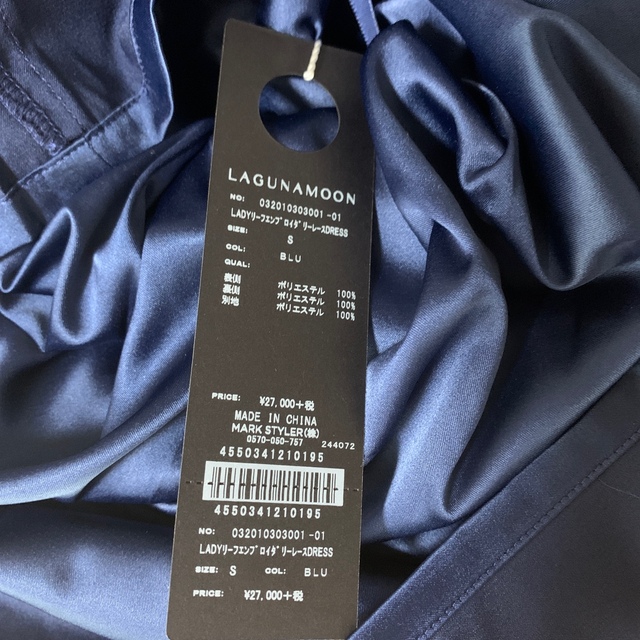 LAGUNAMOON
NO: 032010303001 -01
LADYリーフエンブロイダリーレースDRESS
SIZE: S
COL: BLU
QUAL:
表側 ポリエステル 100%
裏側 ポリエステル 100%
別地 ポリエステル 100%
PRICE: ¥27,000+税
MADE IN CHINA
MARK STYLER(株)
0570-050-757 244072
4550341210195
4550341210195
NO: 032010303001 -01
LADYリーフエンブロイダリーレースDRESS
SIZE: S COL: BLU
PRICE: ¥27,000+税